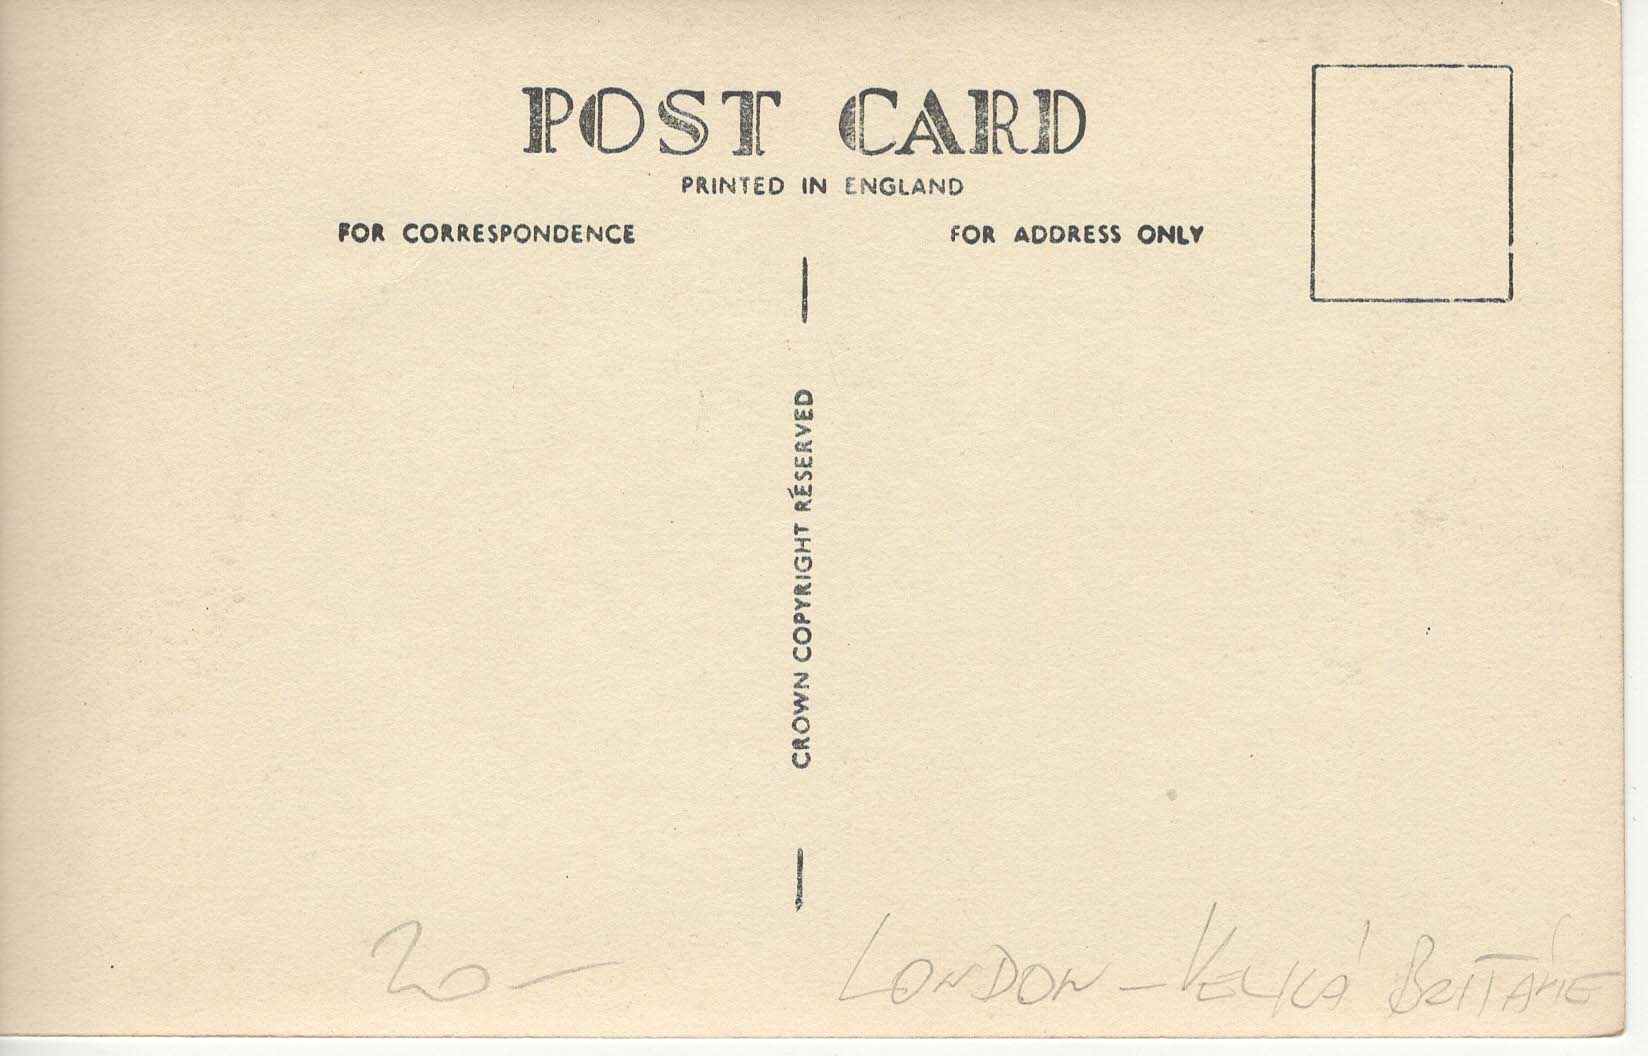 POST CARD
PRINTED IN ENGLAND
FOR CORRESPONDENCE
FOR ADDRESS ONLY
CROWN COPYRIGHT RESERVED
20-
LONDON - VELKÁ BRITÁNIE